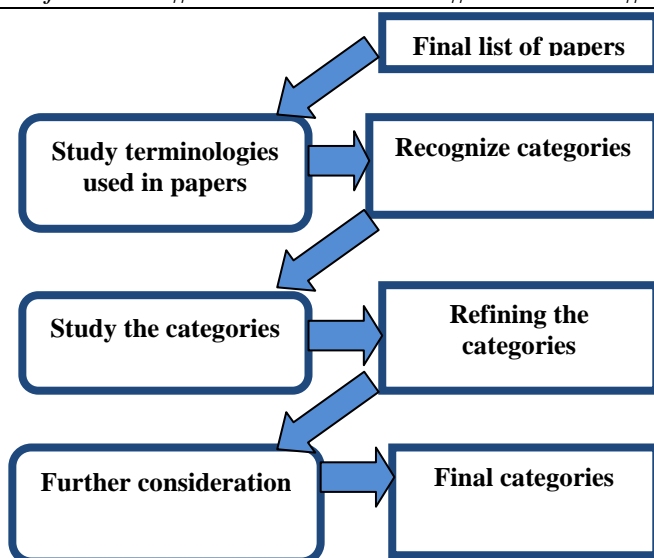 Final list of papers
Study terminologies
used in papers
Recognize categories
Study the categories
Refining the
categories
Further consideration
Final categories